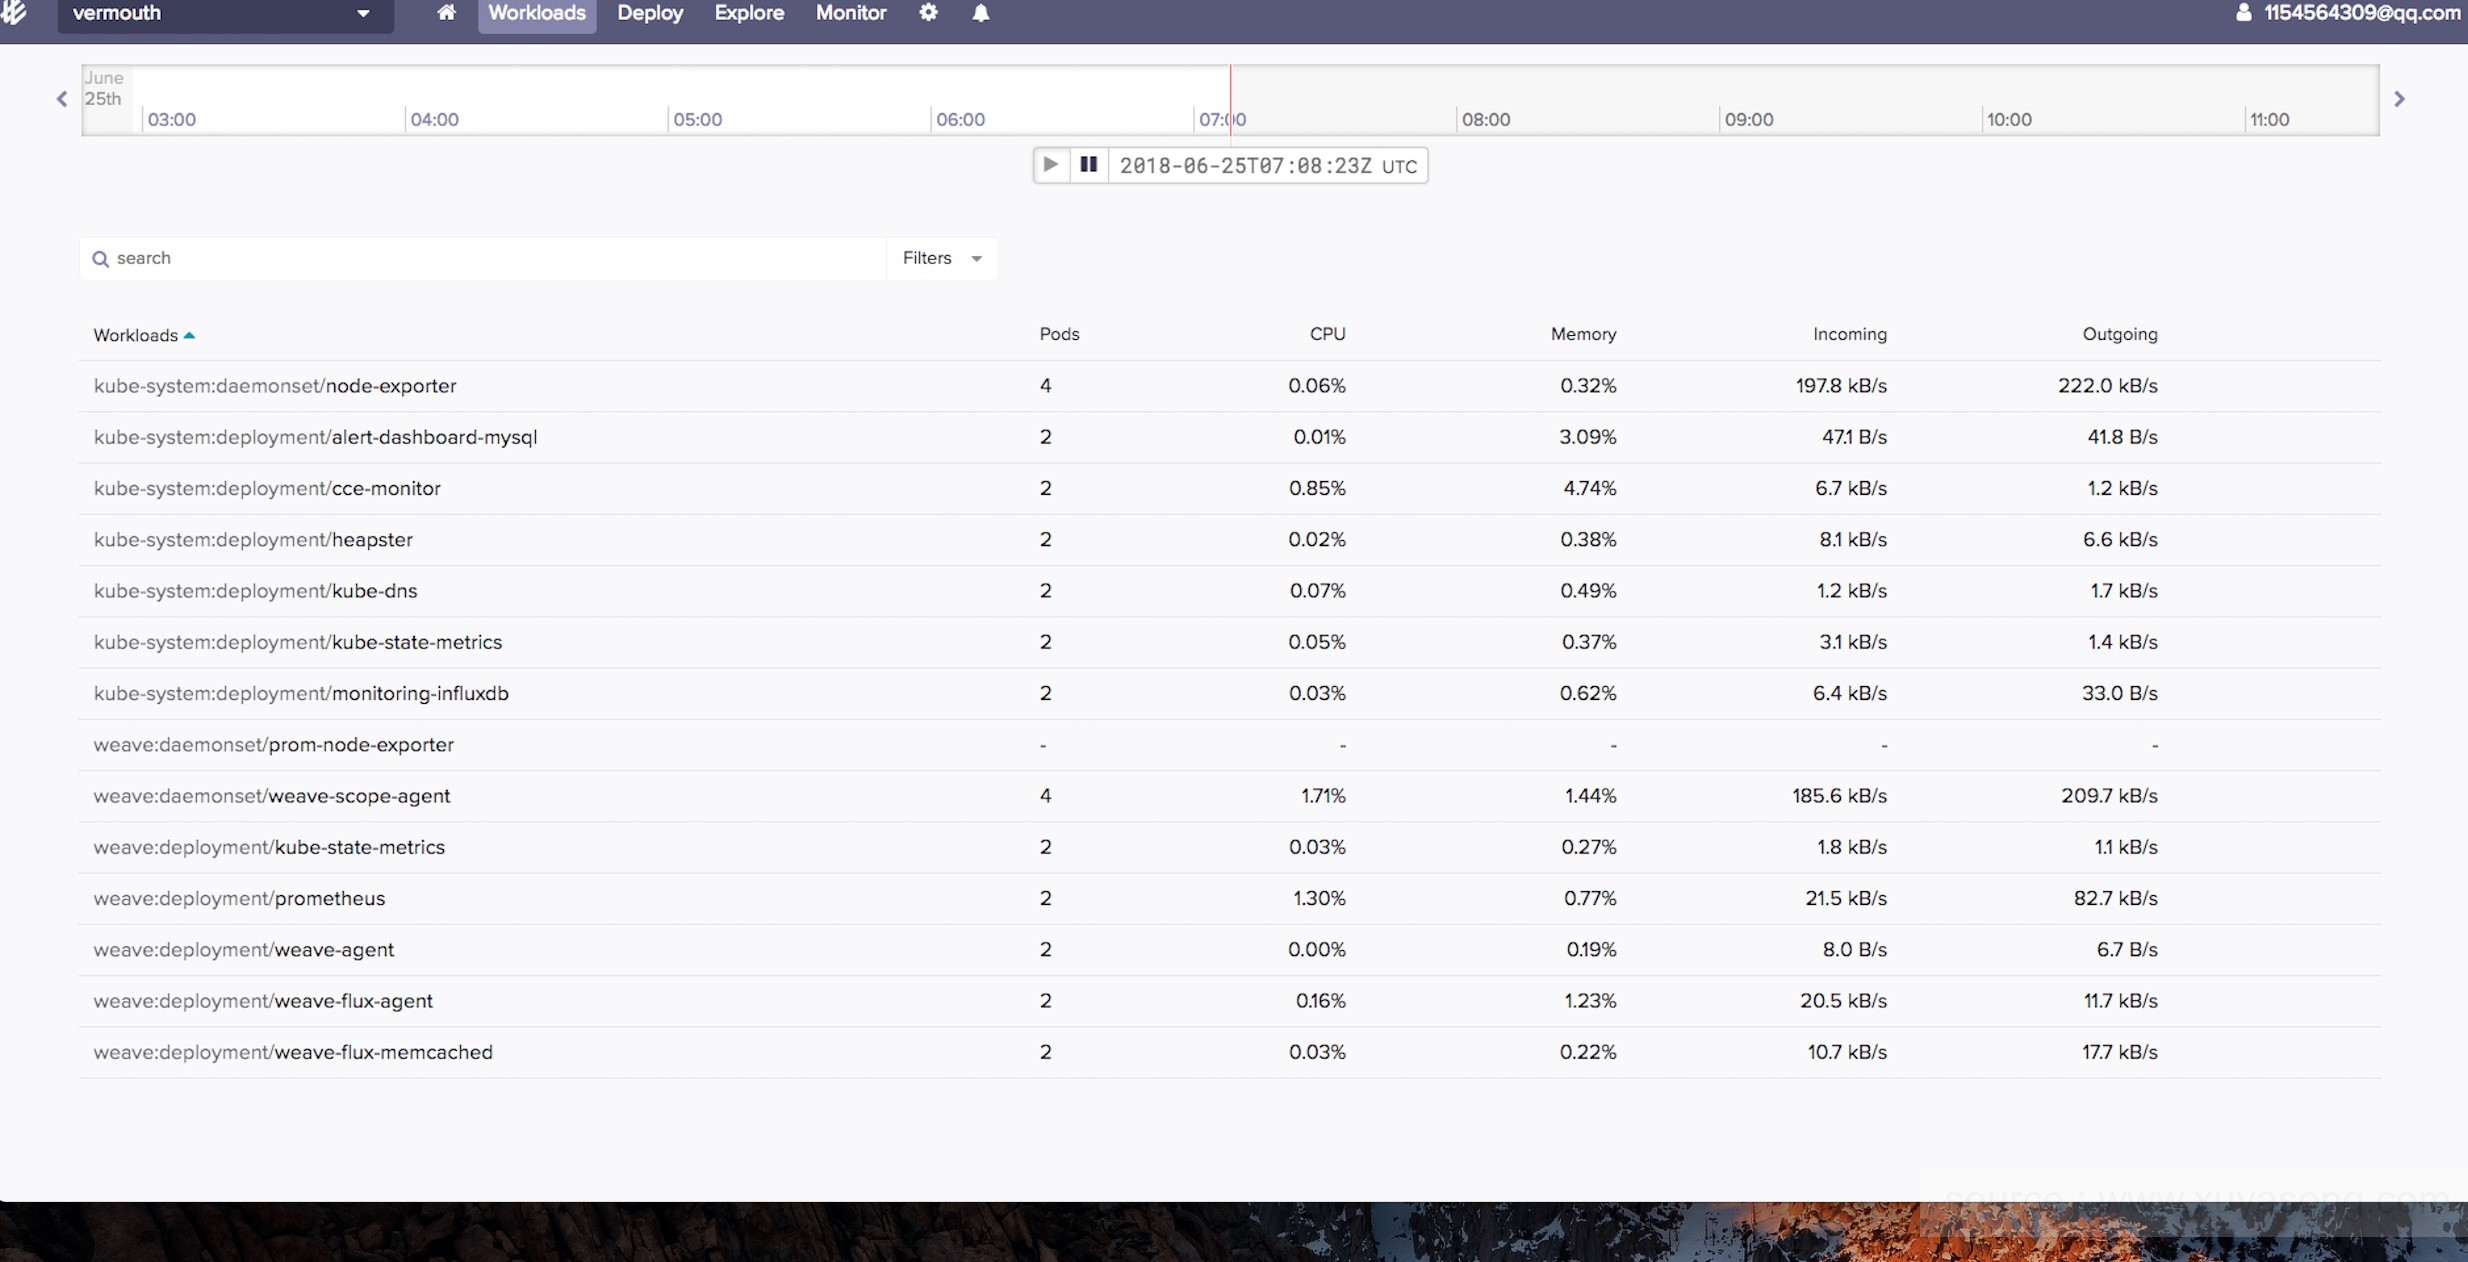 vermouth Workloads Deploy Explore Monitor 1154564309@qq.com
June
25th
03:00 04:00 05:00 06:00 07:00 08:00 09:00 10:00 11:00
2018-06-25T07:08:23Z UTC
search Filters
Workloads Pods CPU Memory Incoming Outgoing
kube-system:daemonset/node-exporter 4 0.06% 0.32% 197.8 kB/s 222.0 kB/s
kube-system:deployment/alert-dashboard-mysql 2 0.01% 3.09% 47.1 B/s 41.8 B/s
kube-system:deployment/cce-monitor 2 0.85% 4.74% 6.7 kB/s 1.2 kB/s
kube-system:deployment/heapster 2 0.02% 0.38% 8.1 kB/s 6.6 kB/s
kube-system:deployment/kube-dns 2 0.07% 0.49% 1.2 kB/s 1.7 kB/s
kube-system:deployment/kube-state-metrics 2 0.05% 0.37% 3.1 kB/s 1.4 kB/s
kube-system:deployment/monitoring-influxdb 2 0.03% 0.62% 6.4 kB/s 33.0 B/s
weave:daemonset/prom-node-exporter - - - - -
weave:daemonset/weave-scope-agent 4 1.71% 1.44% 185.6 kB/s 209.7 kB/s
weave:deployment/kube-state-metrics 2 0.03% 0.27% 1.8 kB/s 1.1 kB/s
weave:deployment/prometheus 2 1.30% 0.77% 21.5 kB/s 82.7 kB/s
weave:deployment/weave-agent 2 0.00% 0.19% 8.0 B/s 6.7 B/s
weave:deployment/weave-flux-agent 2 0.16% 1.23% 20.5 kB/s 11.7 kB/s
weave:deployment/weave-flux-memcached 2 0.03% 0.22% 10.7 kB/s 17.7 kB/s
source : www.xuyasong.com